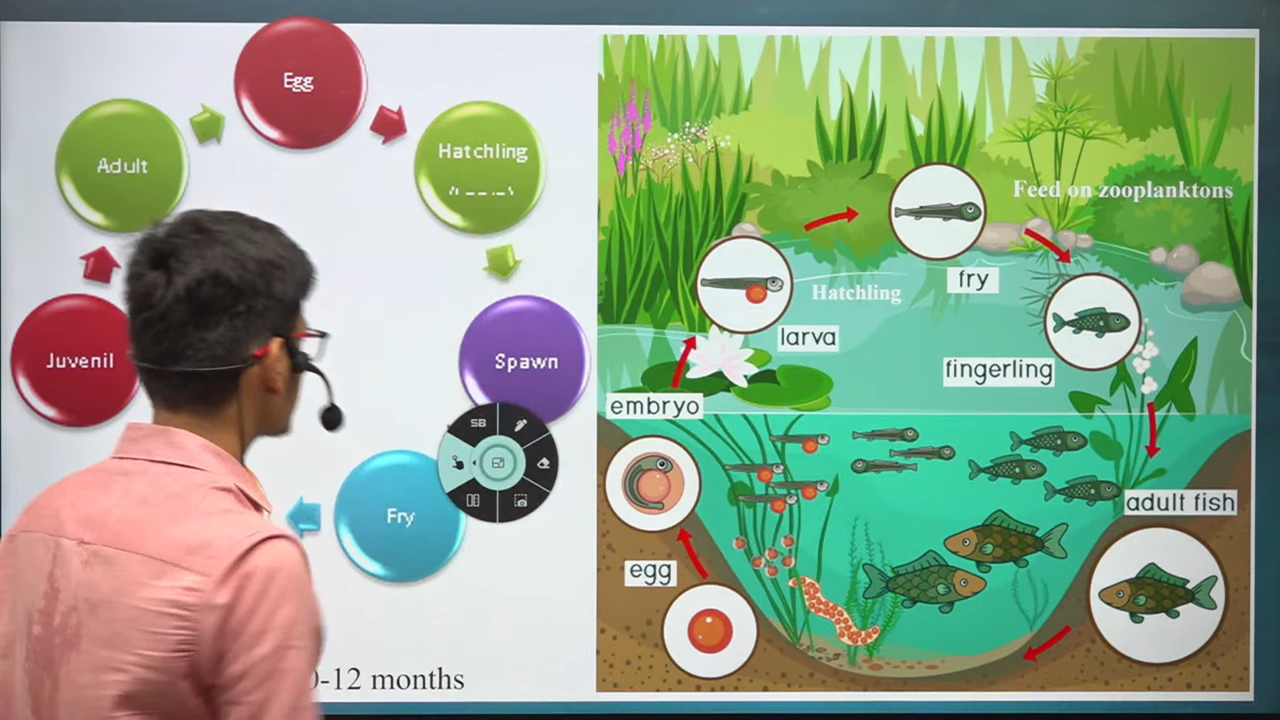 Egg
Hatchling
Adult
Spawn
Juvenil
Fry
SB
-12 months
Feed on zooplanktons
fry
Hatchling
larva
fingerling
embryo
adult fish
egg